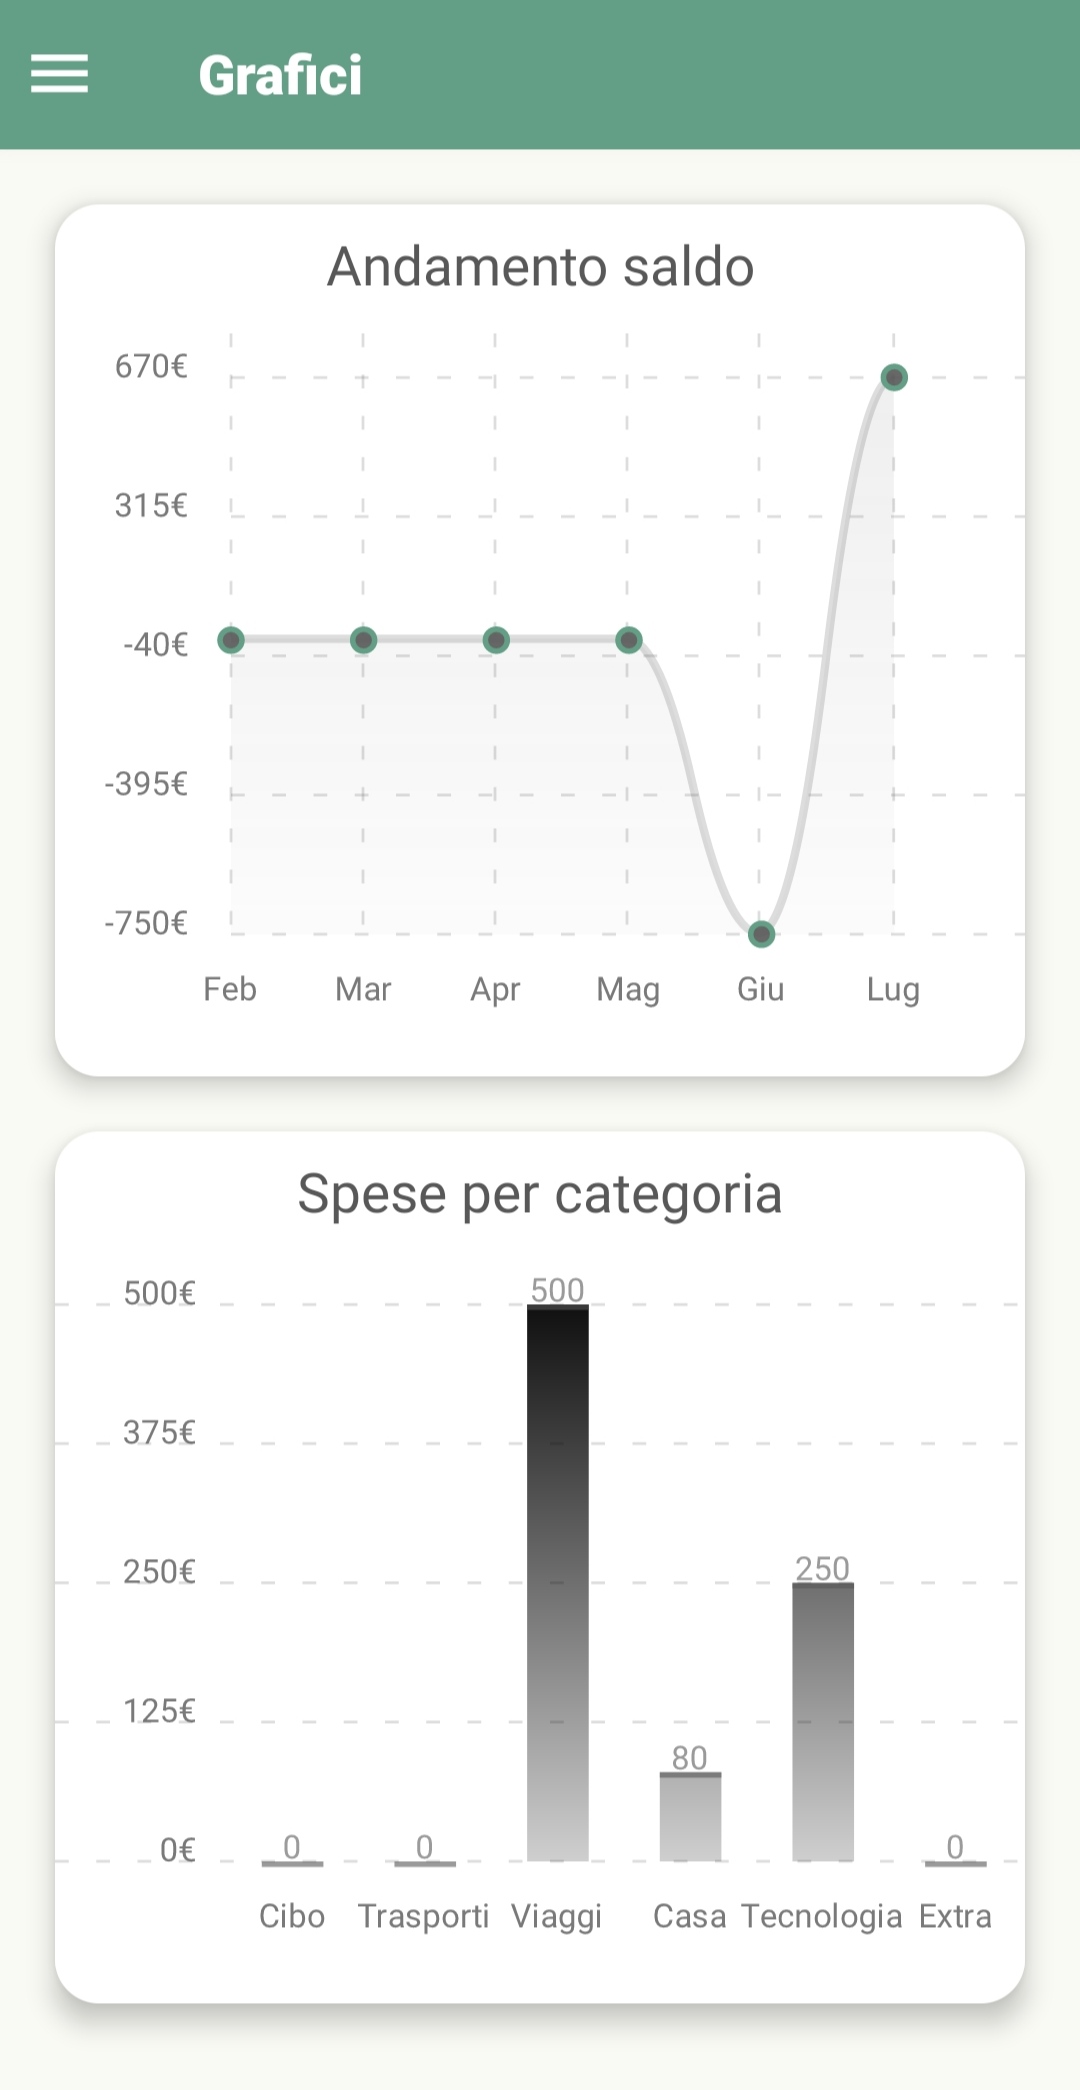 Grafici
Andamento saldo
670€
315€
-40€
-395€
-750€
Feb Mar Apr Mag Giu Lug
Spese per categoria
500€
500
375€
250€
250
125€
80
0€
0 0 0
Cibo Trasporti Viaggi Casa Tecnologia Extra